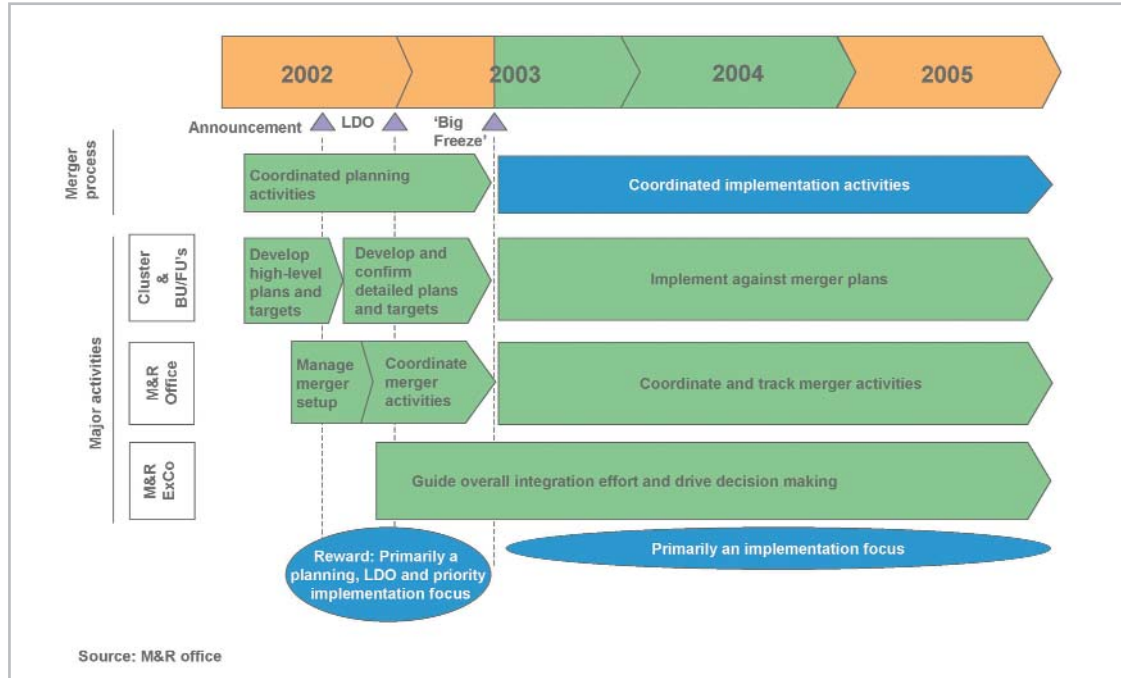 2002
2003
2004
2005
Announcement
LDO
‘Big
Freeze’
Merger
process
Coordinated planning
activities
Coordinated implementation activities
Major activities
Cluster
&
BU/FU's
Develop
high-level
plans and
targets
Develop and
confirm
detailed plans
and targets
Implement against merger plans
M&R
Office
Manage
merger
setup
Coordinate
merger
activities
Coordinate and track merger activities
M&R
ExCo
Guide overall integration effort and drive decision making
Reward: Primarily a
planning, LDO and priority
implementation focus
Primarily an implementation focus
Source: M&R office